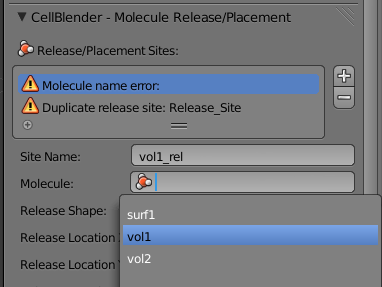 CellBlender - Molecule Release/Placement
Release/Placement Sites:
Molecule name error:
Duplicate release site: Release_Site
Site Name: vol1_rel
Molecule:
surf1
Release Shape:
vol1
Release Location
vol2
Release Location